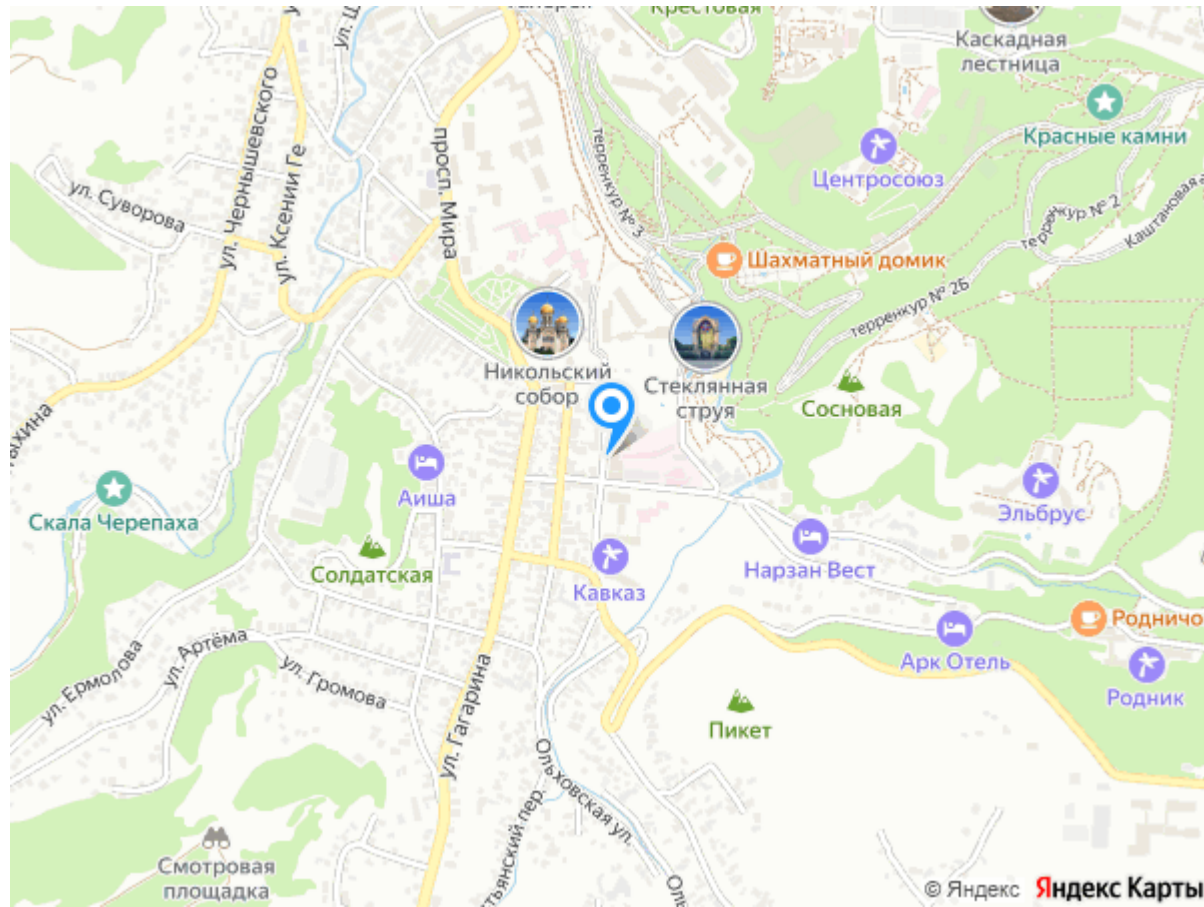 Крестовая
Каскадная
лестница
Красные камни
ул. Чернышевского
ул. Ксении Ге
ул. Суворова
просп. Мира
терренкур № 3
Центросоюз
терренкур № 2
Каштановая
Шахматный домик
терренкур № 2Б
Никольский
собор
Стеклянная
струя
Сосновая
Аиша
Скала Черепаха
Эльбрус
Солдатская
Кавказ
Нарзан Вест
Родничо
Арк Отель
Родник
ул. Ермолова
ул. Артёма
ул. Громова
ул. Гагарина
Пикет
Ольховская ул.
пер.
Смотровая
площадка
© Яндекс Яндекс Карты